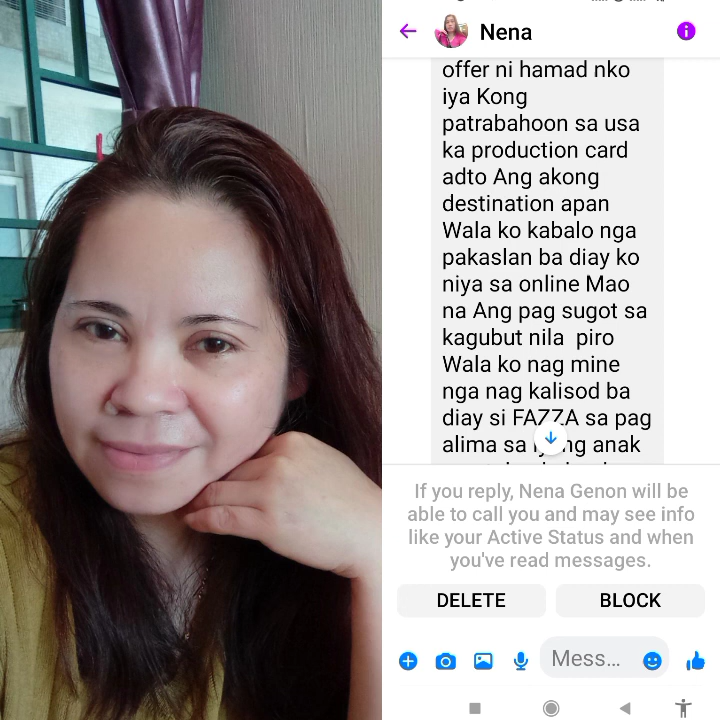 Nena
offer ni hamad nko
iya Kong
patrabahoon sa usa
ka production card
adto Ang akong
destination apan
Wala ko kabalo nga
pakaslan ba diay ko
niya sa online Mao
na Ang pag sugot sa
kagubut nila piro
Wala ko nag mine
nga nag kalisod ba
diay si FAZZA sa pag
alima sa anak
If you reply, Nena Genon will be
able to call you and may see info
like your Active Status and when
you've read messages.
DELETE
BLOCK
Mess...